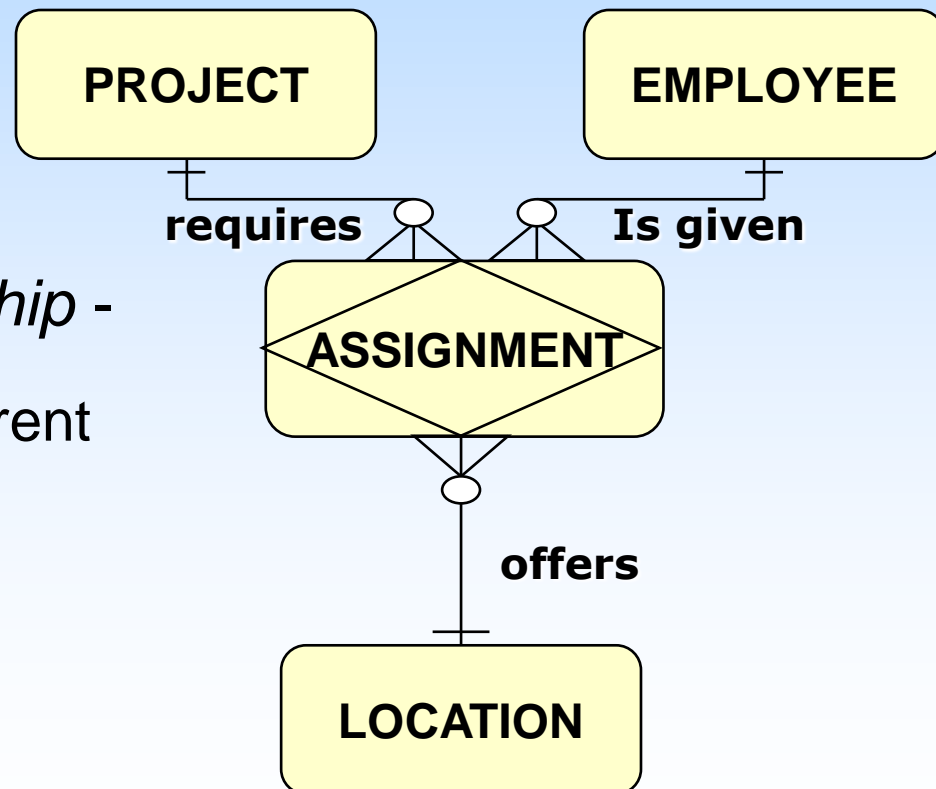 PROJECT
EMPLOYEE
requires
Is given
hip -
ASSIGNMENT
rent
offers
LOCATION